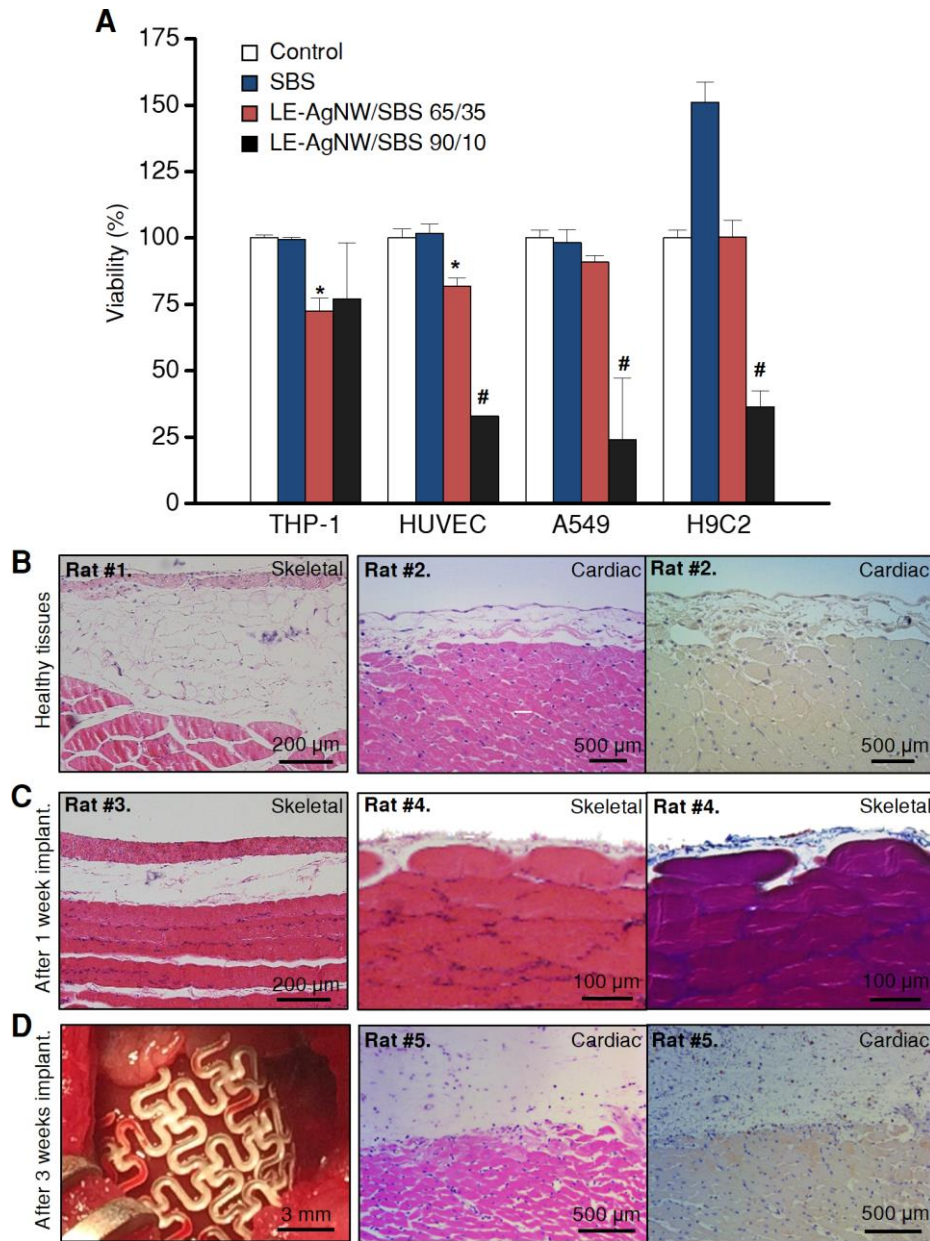 A
175
150
125
100
75
50
25
0
Viability (%)
Control
SBS
LE-AgNW/SBS 65/35
LE-AgNW/SBS 90/10
*
*
#
#
#
THP-1 HUVEC A549 H9C2
B
Healthy tissues
Rat #1. Skeletal
200 µm
Rat #2. Cardiac
500 µm
Rat #2. Cardiac
500 µm
C
After 1 week implant.
Rat #3. Skeletal
200 µm
Rat #4. Skeletal
100 µm
Rat #4. Skeletal
100 µm
D
After 3 weeks implant.
3 mm
Rat #5. Cardiac
500 µm
Rat #5. Cardiac
500 µm